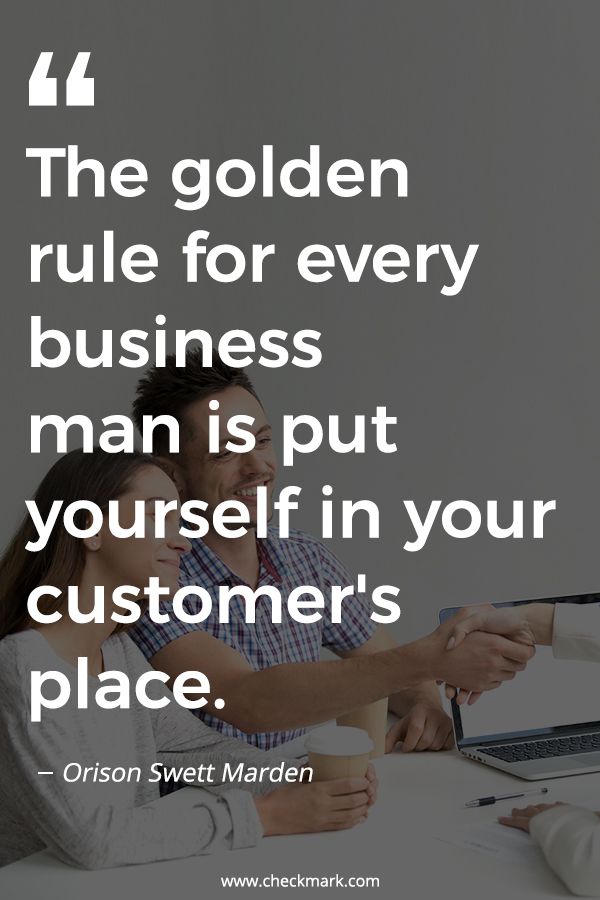 “
The golden
rule for every
business
man is put
yourself in your
customer's
place.
– Orison Swett Marden
www.checkmark.com